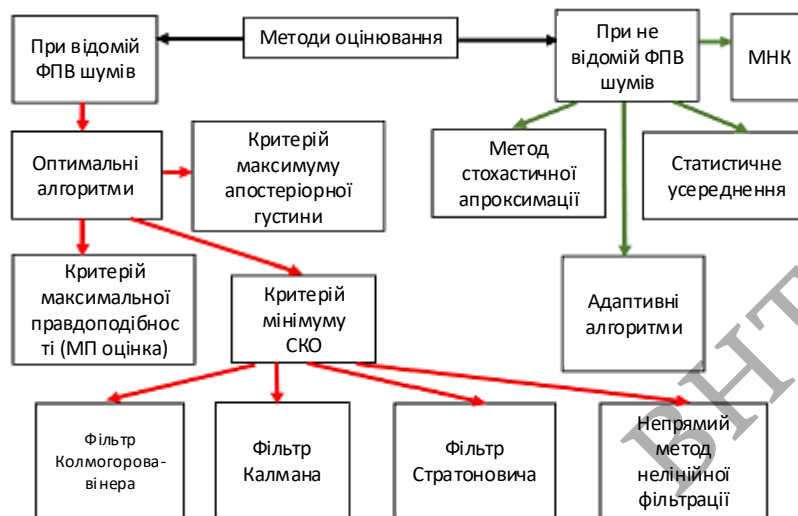 При відомій
ФПВ шумів
Методи оцінювання
При не
відомій ФПВ
шумів
МНК
Оптимальні
алгоритми
Критерій
максимуму
апостеріорної
густини
Метод
стохастичної
апроксимації
Статистичне
усереднення
Критерій
максимальної
правдоподібнос
ті (МП оцінка)
Критерій
мінімуму
СКО
Адаптивні
алгоритми
Фільтр
Колмогорова-
вінера
Фільтр
Калмана
Фільтр
Стратоновича
Непрямий
метод
нелінійної
фільтрації
ВНТ